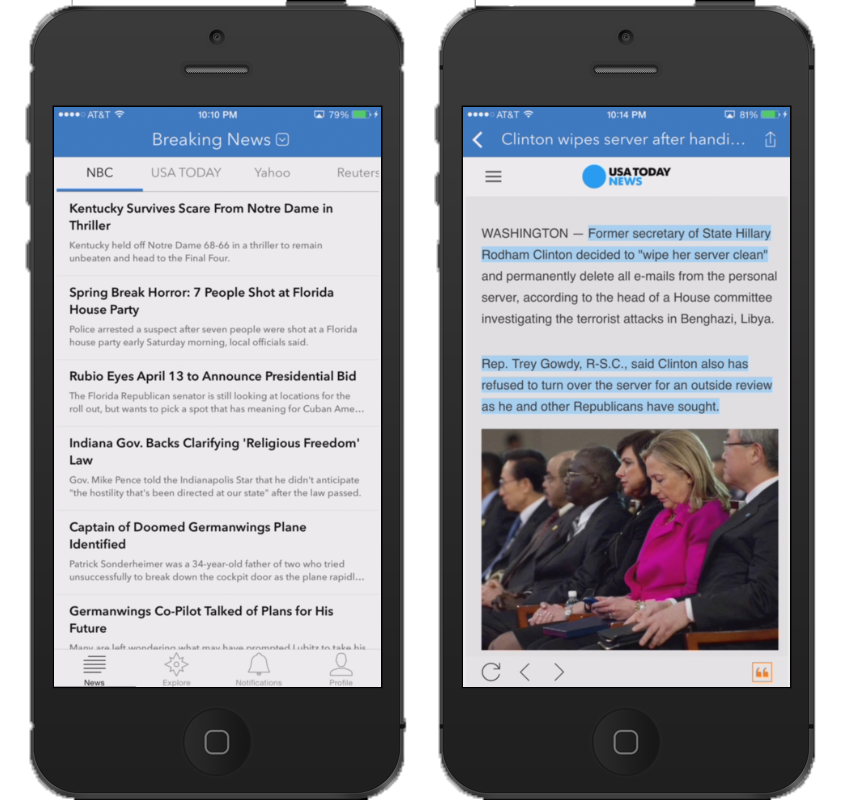 AT&T 10:10 PM 79%
Breaking News
NBC USA TODAY Yahoo Reuters
Kentucky Survives Scare From Notre Dame in
Thriller
Kentucky held off Notre Dame 68-66 in a thriller to remain
unbeaten and head to the Final Four.
Spring Break Horror: 7 People Shot at Florida
House Party
Police arrested a suspect after seven people were shot at a Florida
house party early Saturday morning, local officials said.
Rubio Eyes April 13 to Announce Presidential Bid
The Florida Republican senator is still looking at locations for the
roll out, but wants to pick a spot that has meaning for Cuban Ame...
Indiana Gov. Backs Clarifying 'Religious Freedom'
Law
Gov. Mike Pence told the Indianapolis Star that he didn't anticipate
"the hostility that's been directed at our state" after the law passed.
Captain of Doomed Germanwings Plane
Identified
Patrick Sonderheimer was a 34-year-old father of two who tried
unsuccessfully to break down the cockpit door as the plane rapidl...
Germanwings Co-Pilot Talked of Plans for His
Future
Many are left wondering what may have prompted Lubitz to take his
News Explore Notifications Profile
AT&T 10:14 PM 81%
Clinton wipes server after handi...
USA TODAY
NEWS
WASHINGTON — Former secretary of State Hillary
Rodham Clinton decided to "wipe her server clean"
and permanently delete all e-mails from the personal
server, according to the head of a House committee
investigating the terrorist attacks in Benghazi, Libya.
Rep. Trey Gowdy, R-S.C., said Clinton also has
refused to turn over the server for an outside review
as he and other Republicans have sought.